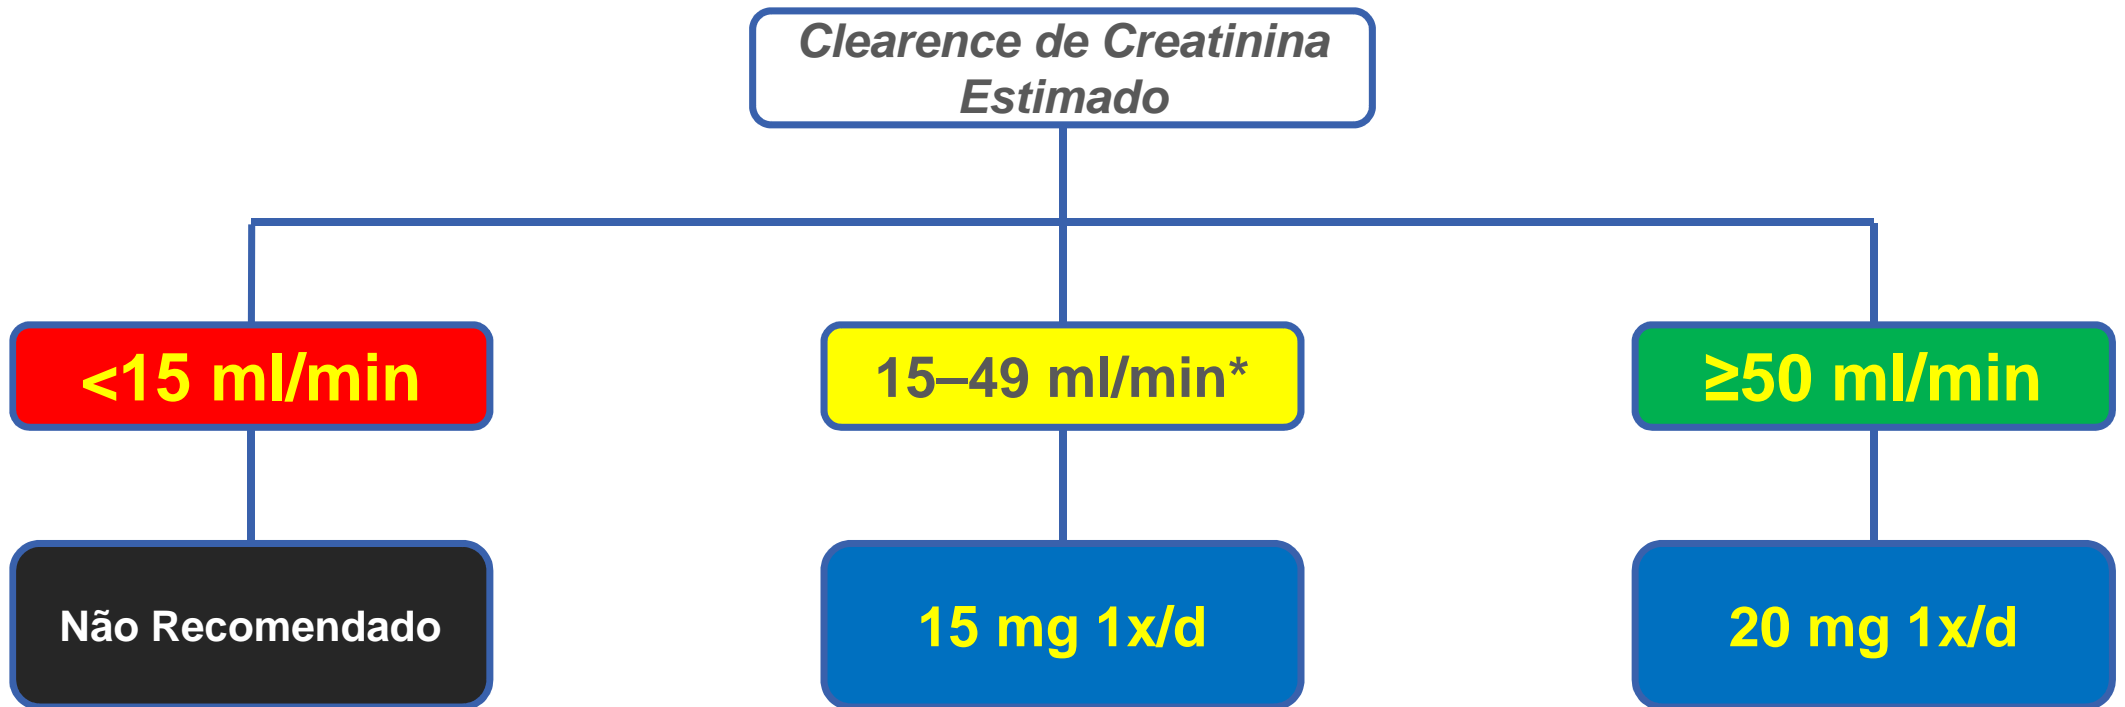 Clearence de Creatinina
Estimado
<15 ml/min
15–49 ml/min*
≥50 ml/min
Não Recomendado
15 mg 1x/d
20 mg 1x/d